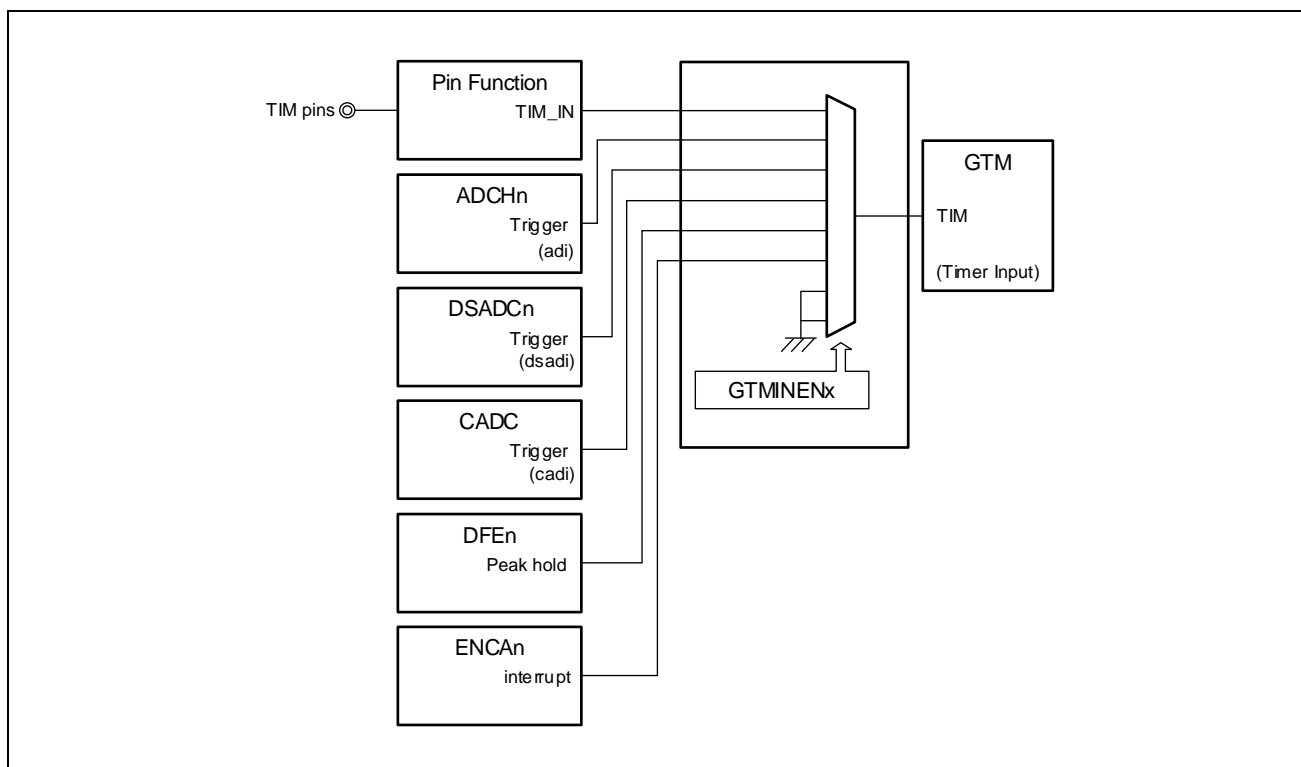 TIM pins
Pin Function
TIM_IN
ADCHn
Trigger
(adi)
DSADCn
Trigger
(dsadi)
CADC
Trigger
(cadi)
DFEn
Peak hold
ENCAn
interrupt
GTMINENx
GTM
TIM
(Timer Input)